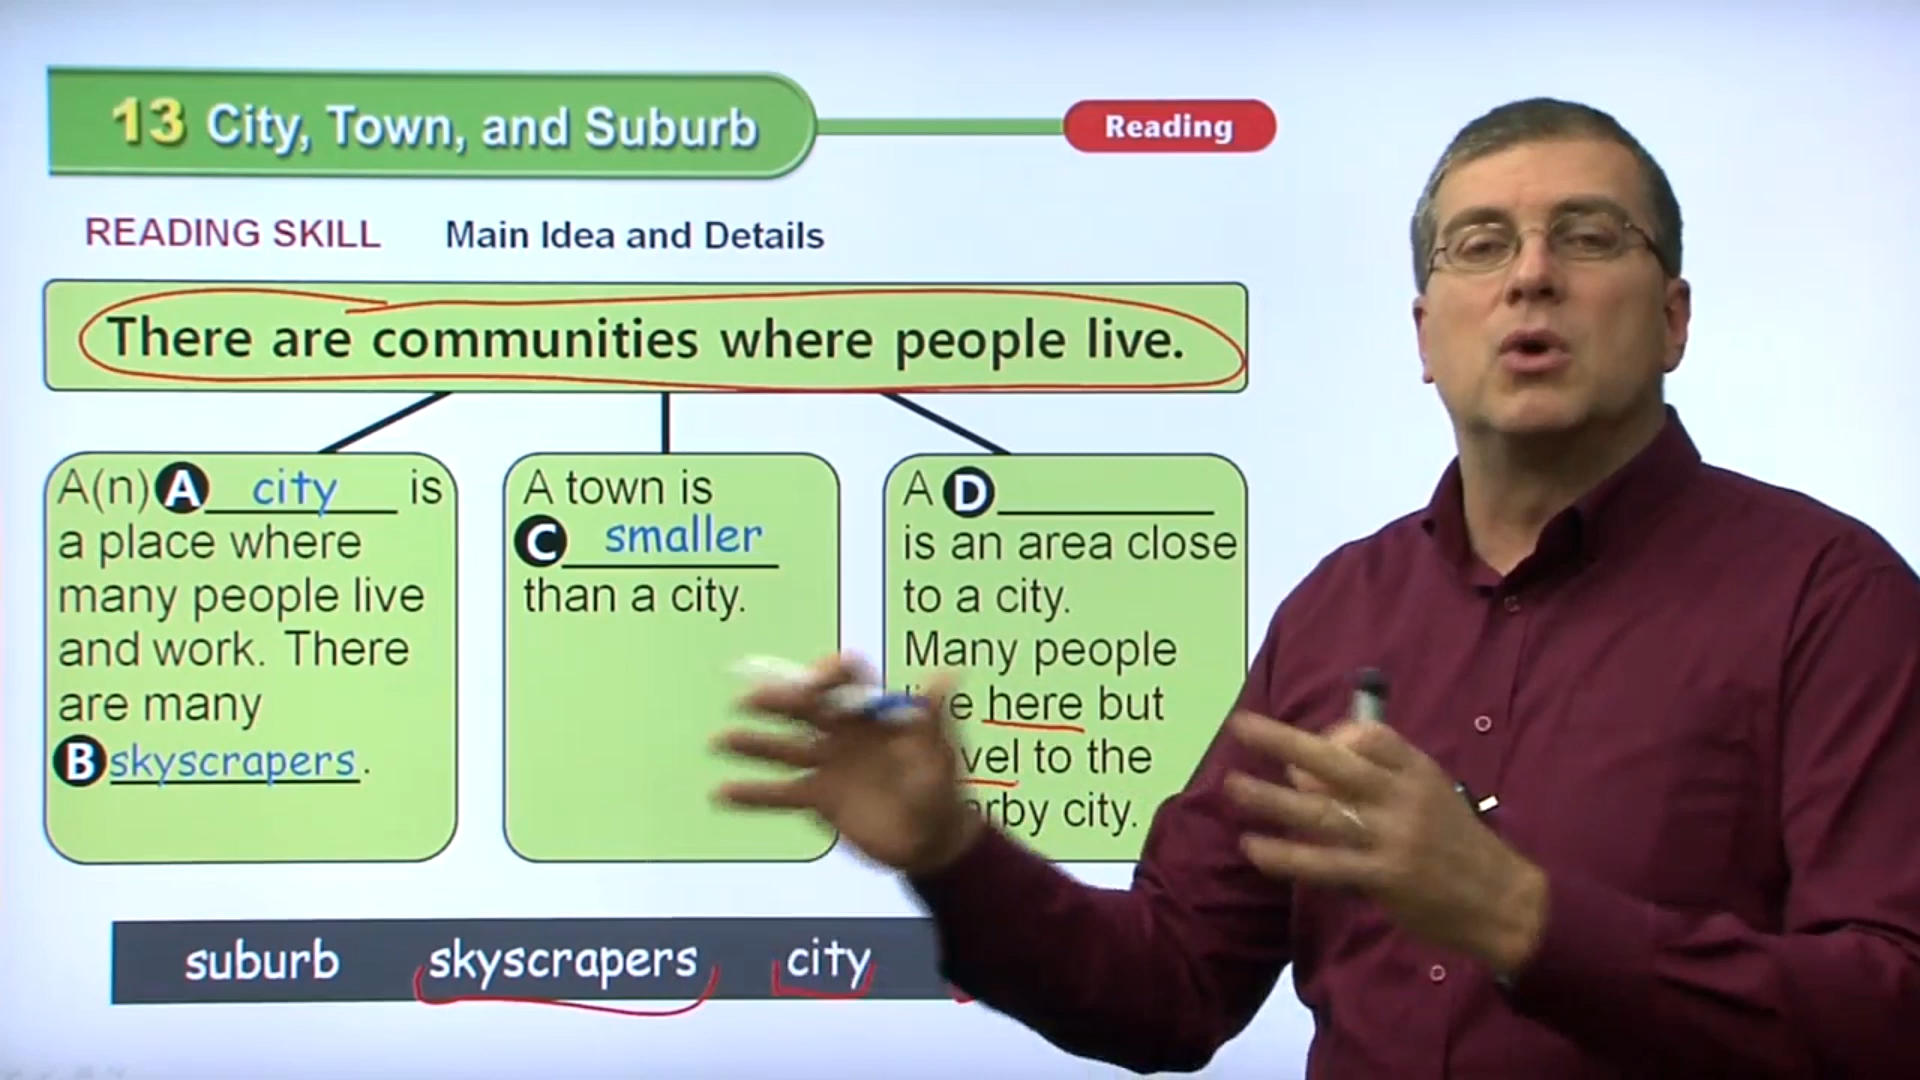 13 City, Town, and Suburb
Reading
READING SKILL Main Idea and Details
There are communities where people live.
A(n) A city is
a place where
many people live
and work. There
are many
B skyscrapers.
A town is
C smaller
than a city.
A D
is an area close
to a city.
Many people
here but
to the
city.
suburb skyscrapers city